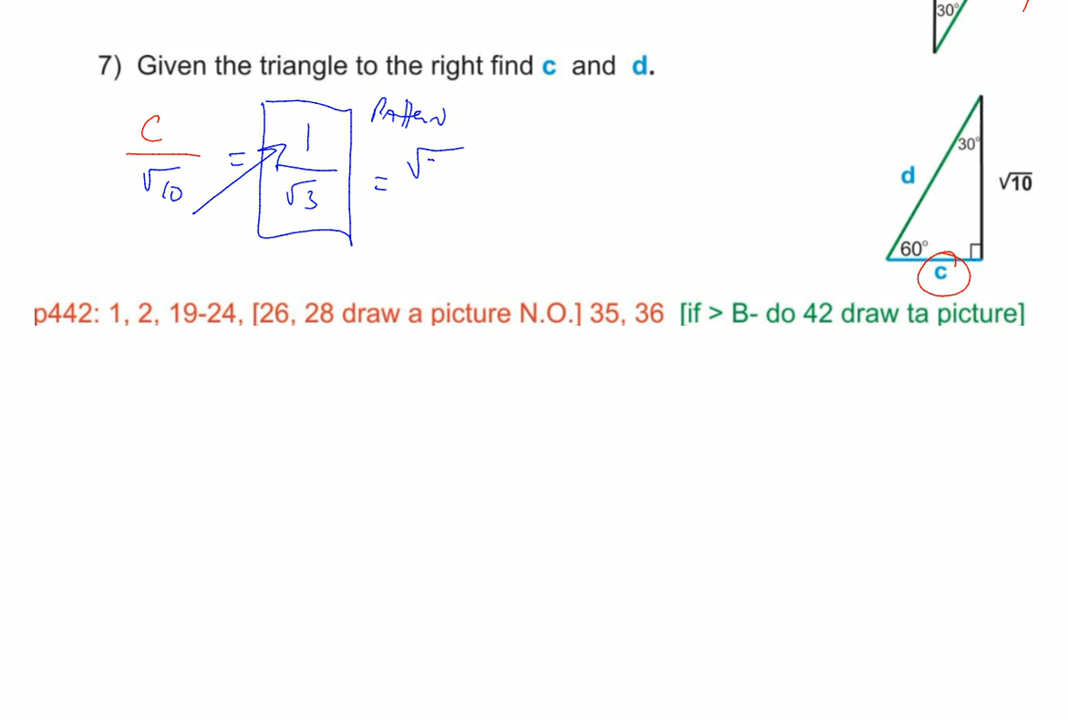 30°
7) Given the triangle to the right find c and d.
PAtterN
C 1
= = √
√10 √3
30°
d
√10
60°
c
p442: 1, 2, 19-24, [26, 28 draw a picture N.O.] 35, 36 [if > B- do 42 draw ta picture]